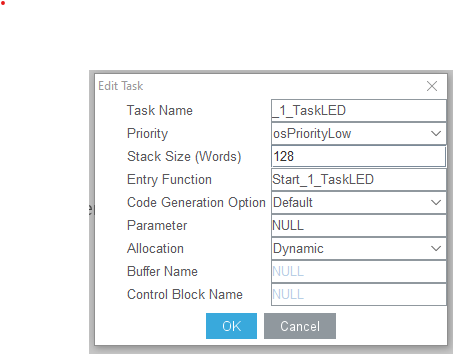 Edit Task
Task Name _1_TaskLED
Priority osPriorityLow
Stack Size (Words) 128
Entry Function Start_1_TaskLED
Code Generation Option Default
Parameter NULL
Allocation Dynamic
Buffer Name NULL
Control Block Name NULL
OK Cancel